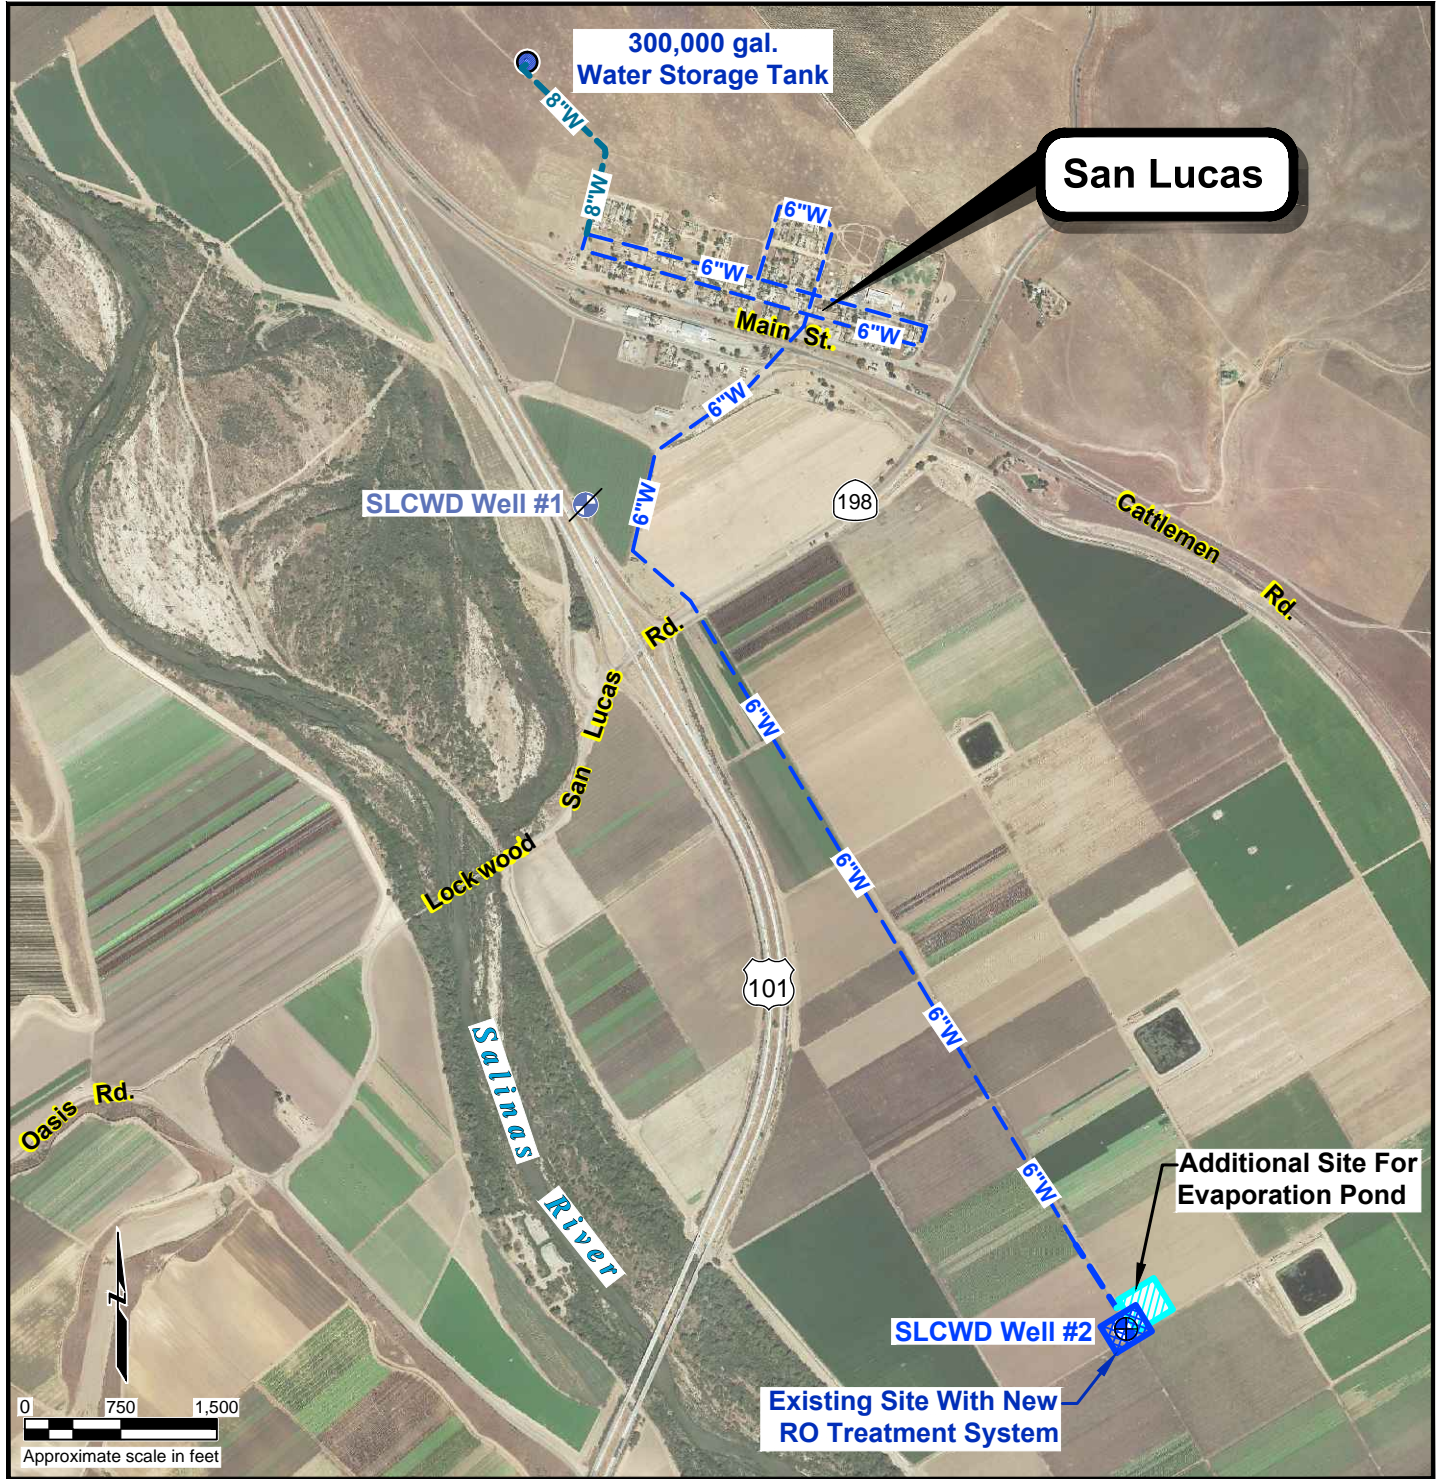 300,000 gal.
Water Storage Tank
8"W
8"W
San Lucas
6"W
6"W
6"W
Main St.
6"W
SLCWD Well #1
6"W
198
Cattlemen Rd.
Lockwood San Lucas Rd.
6"W
6"W
101
6"W
Salinas River
Oasis Rd.
6"W
Additional Site For
Evaporation Pond
SLCWD Well #2
Existing Site With New
RO Treatment System
Z
0 750 1,500
Approximate scale in feet